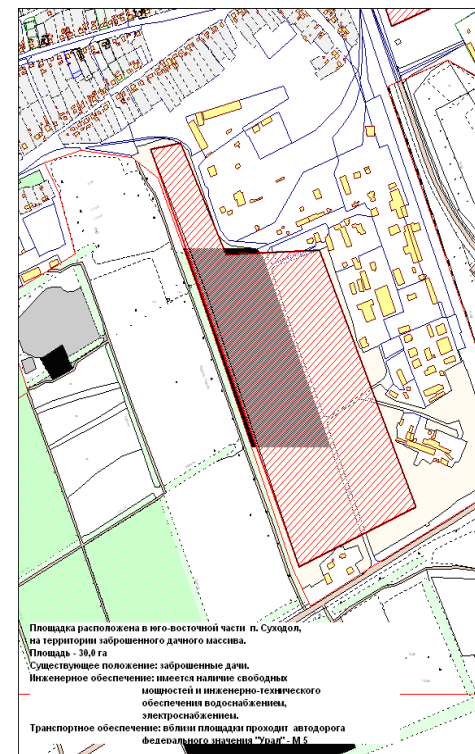 Площадка расположена в юго-восточной части п. Суходол,
на территории заброшенного дачного массива.
Площадь - 30,0 га
Существующее положение: заброшенные дачи.
Инженерное обеспечение: имеется наличие свободных
мощностей и инженерно-технического
обеспечения водоснабжением,
электроснабжением.
Транспортное обеспечение: вблизи площадки проходит автодорога
федерального значения "Урал" - М 5